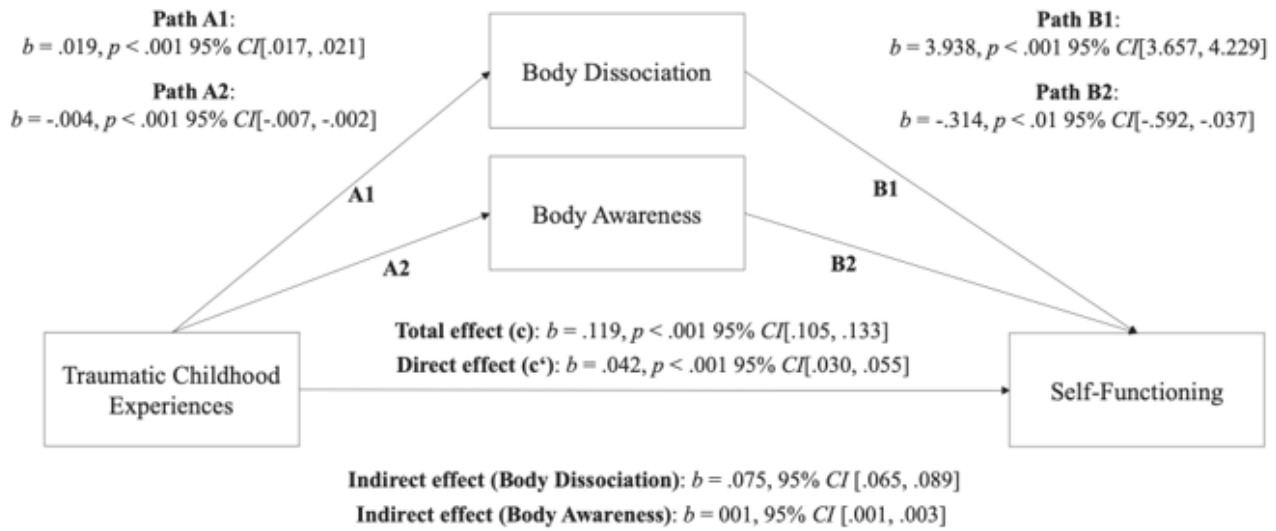 Path A1:
b = .019, p < .001 95% CI[.017, .021]
Path A2:
b = -.004, p < .001 95% CI[-.007, -.002]
Path B1:
b = 3.938, p < .001 95% CI[3.657, 4.229]
Path B2:
b = -.314, p < .01 95% CI[-.592, -.037]
Body Dissociation
A1
B1
Body Awareness
A2
B2
Total effect (c): b = .119, p < .001 95% CI[.105, .133]
Direct effect (c‘): b = .042, p < .001 95% CI[.030, .055]
Traumatic Childhood
Experiences
Self-Functioning
Indirect effect (Body Dissociation): b = .075, 95% CI [.065, .089]
Indirect effect (Body Awareness): b = 001, 95% CI [.001, .003]